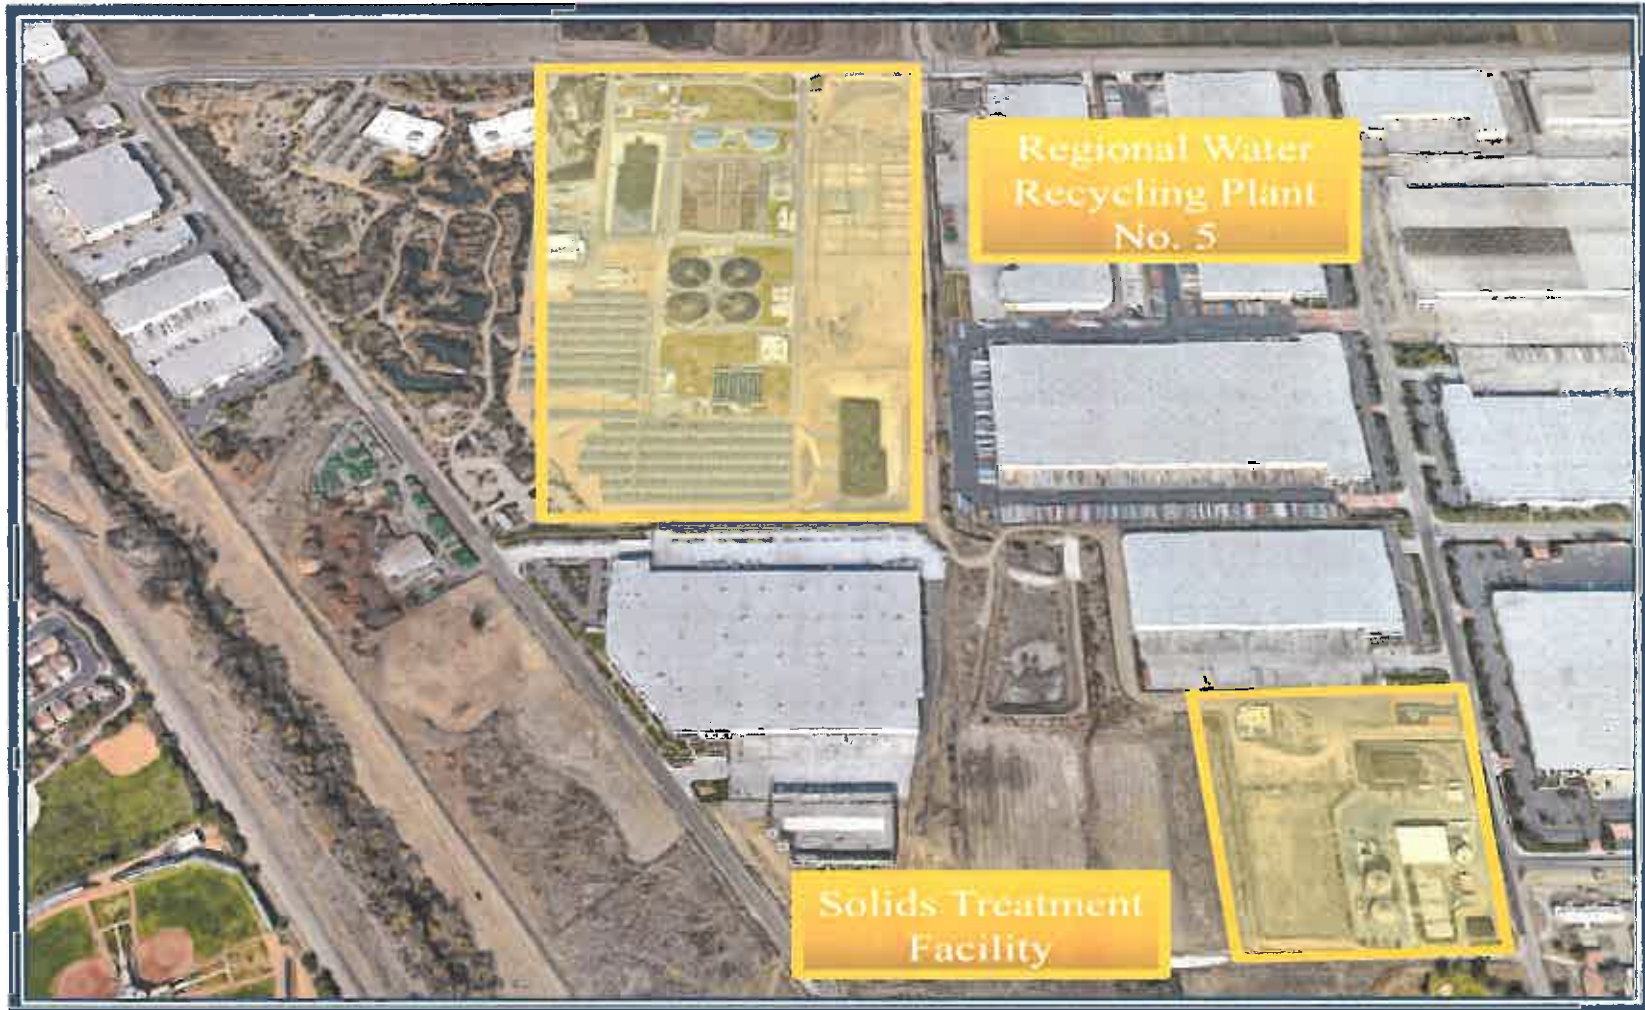 Regional Water
Recycling Plant
No. 5
Solids Treatment
Facility